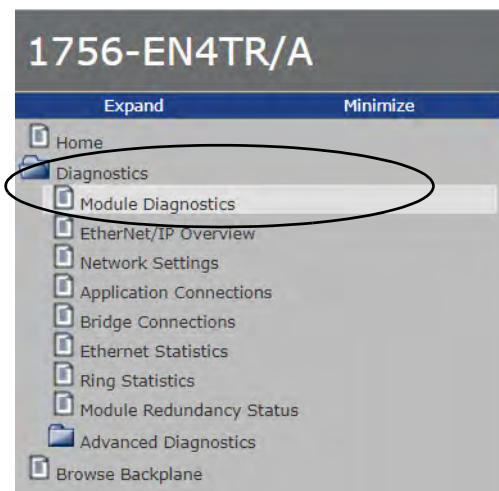 1756-EN4TR/A
Expand Minimize
Home
Diagnostics
Module Diagnostics
EtherNet/IP Overview
Network Settings
Application Connections
Bridge Connections
Ethernet Statistics
Ring Statistics
Module Redundancy Status
Advanced Diagnostics
Browse Backplane